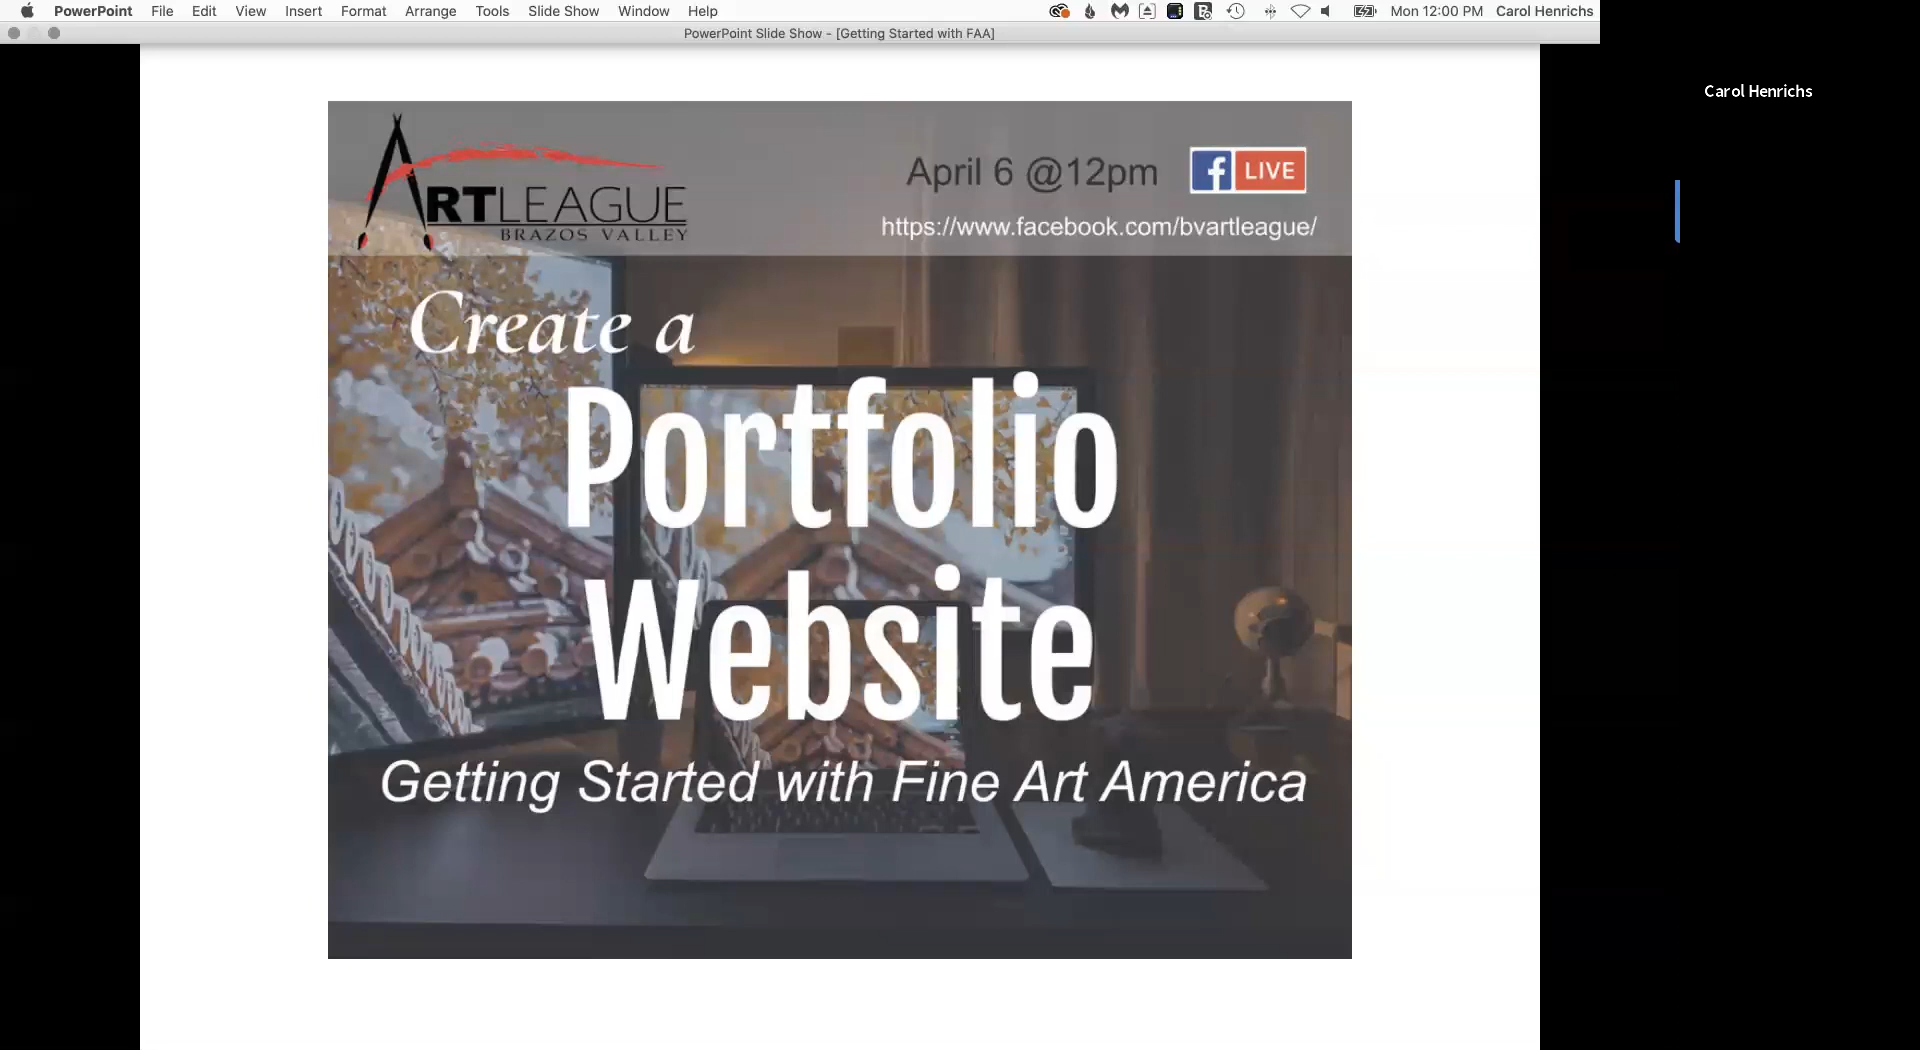 PowerPoint File Edit View Insert Format Arrange Tools Slide Show Window Help Mon 12:00 PM Carol Henrichs
PowerPoint Slide Show - [Getting Started with FAA]
Carol Henrichs
ARTLEAGUE
BRAZOS VALLEY
April 6 @12pm
f LIVE
https://www.facebook.com/bvartleague/
Create a
Portfolio
Website
Getting Started with Fine Art America